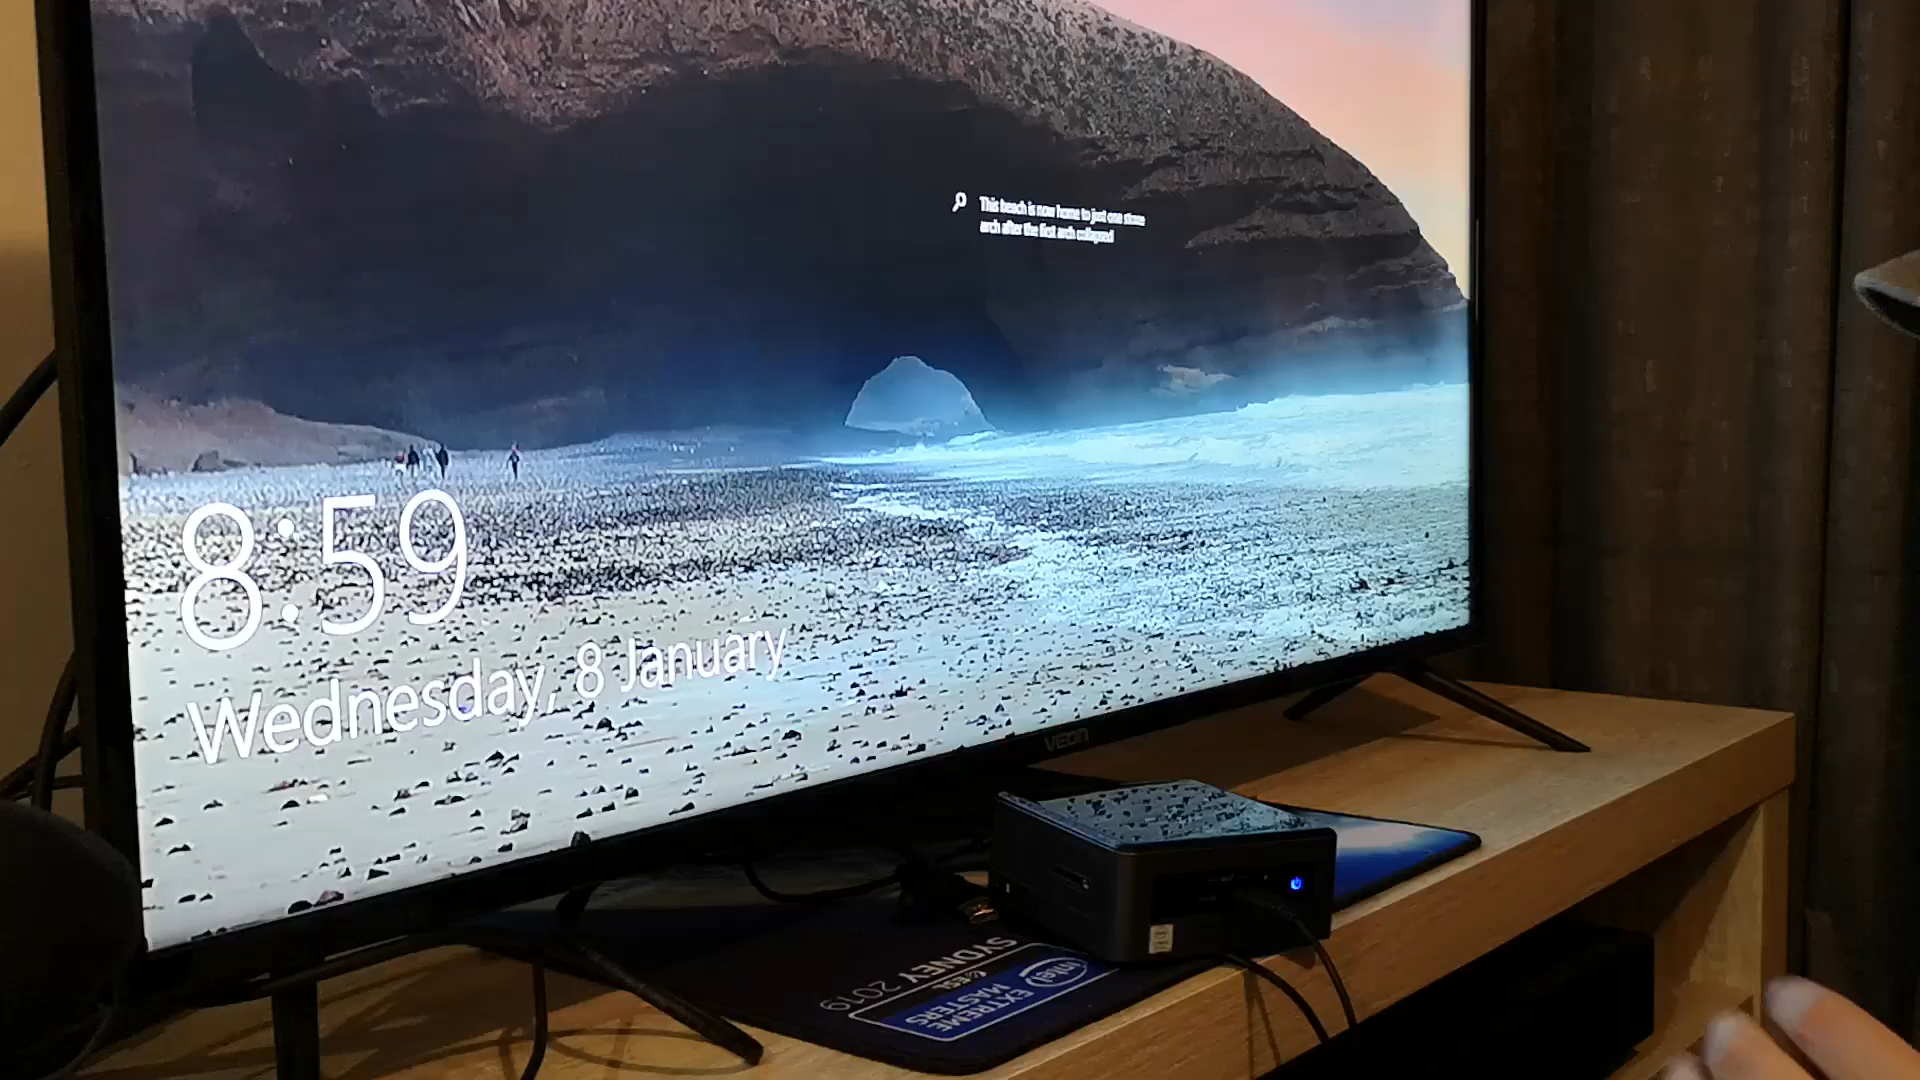 This beach is now home to just one stone
arch after the first arch collapsed
8:59
Wednesday, 8 January
VEON
intel EXTREME
MASTERS
ESL
SYDNEY 2019